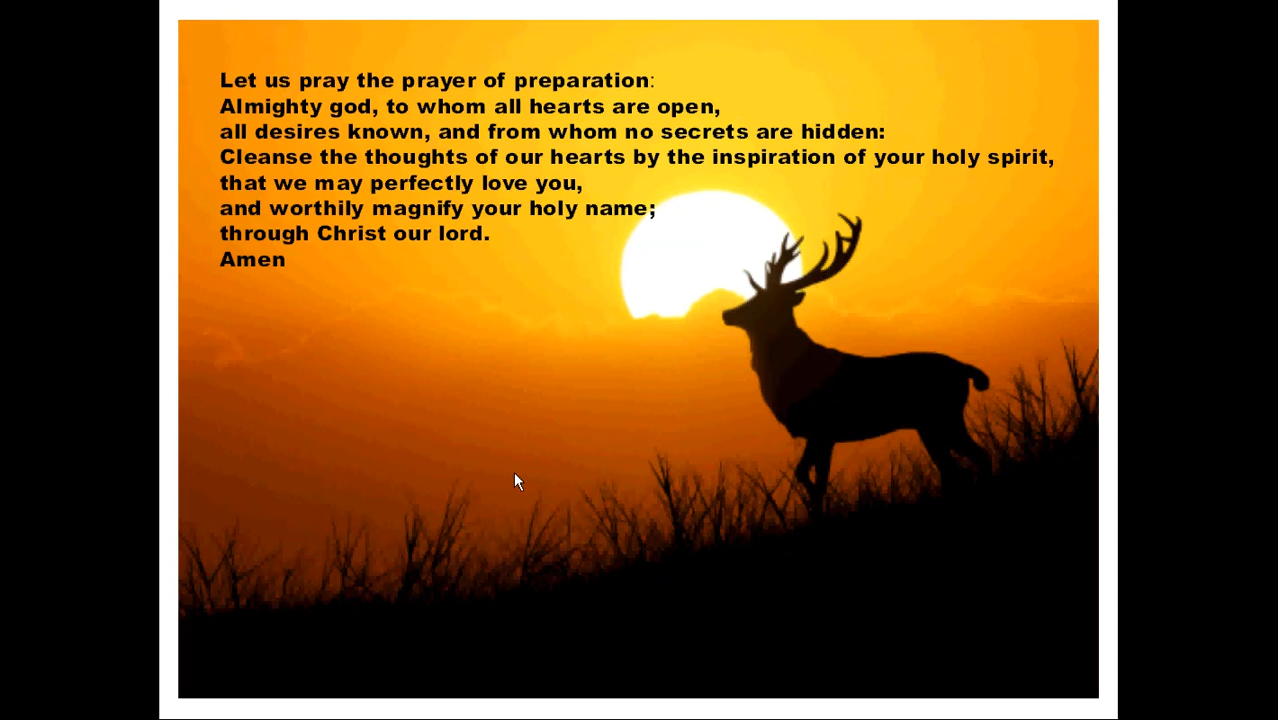 Let us pray the prayer of preparation:
Almighty god, to whom all hearts are open,
all desires known, and from whom no secrets are hidden:
Cleanse the thoughts of our hearts by the inspiration of your holy spirit,
that we may perfectly love you,
and worthily magnify your holy name;
through Christ our lord.
Amen